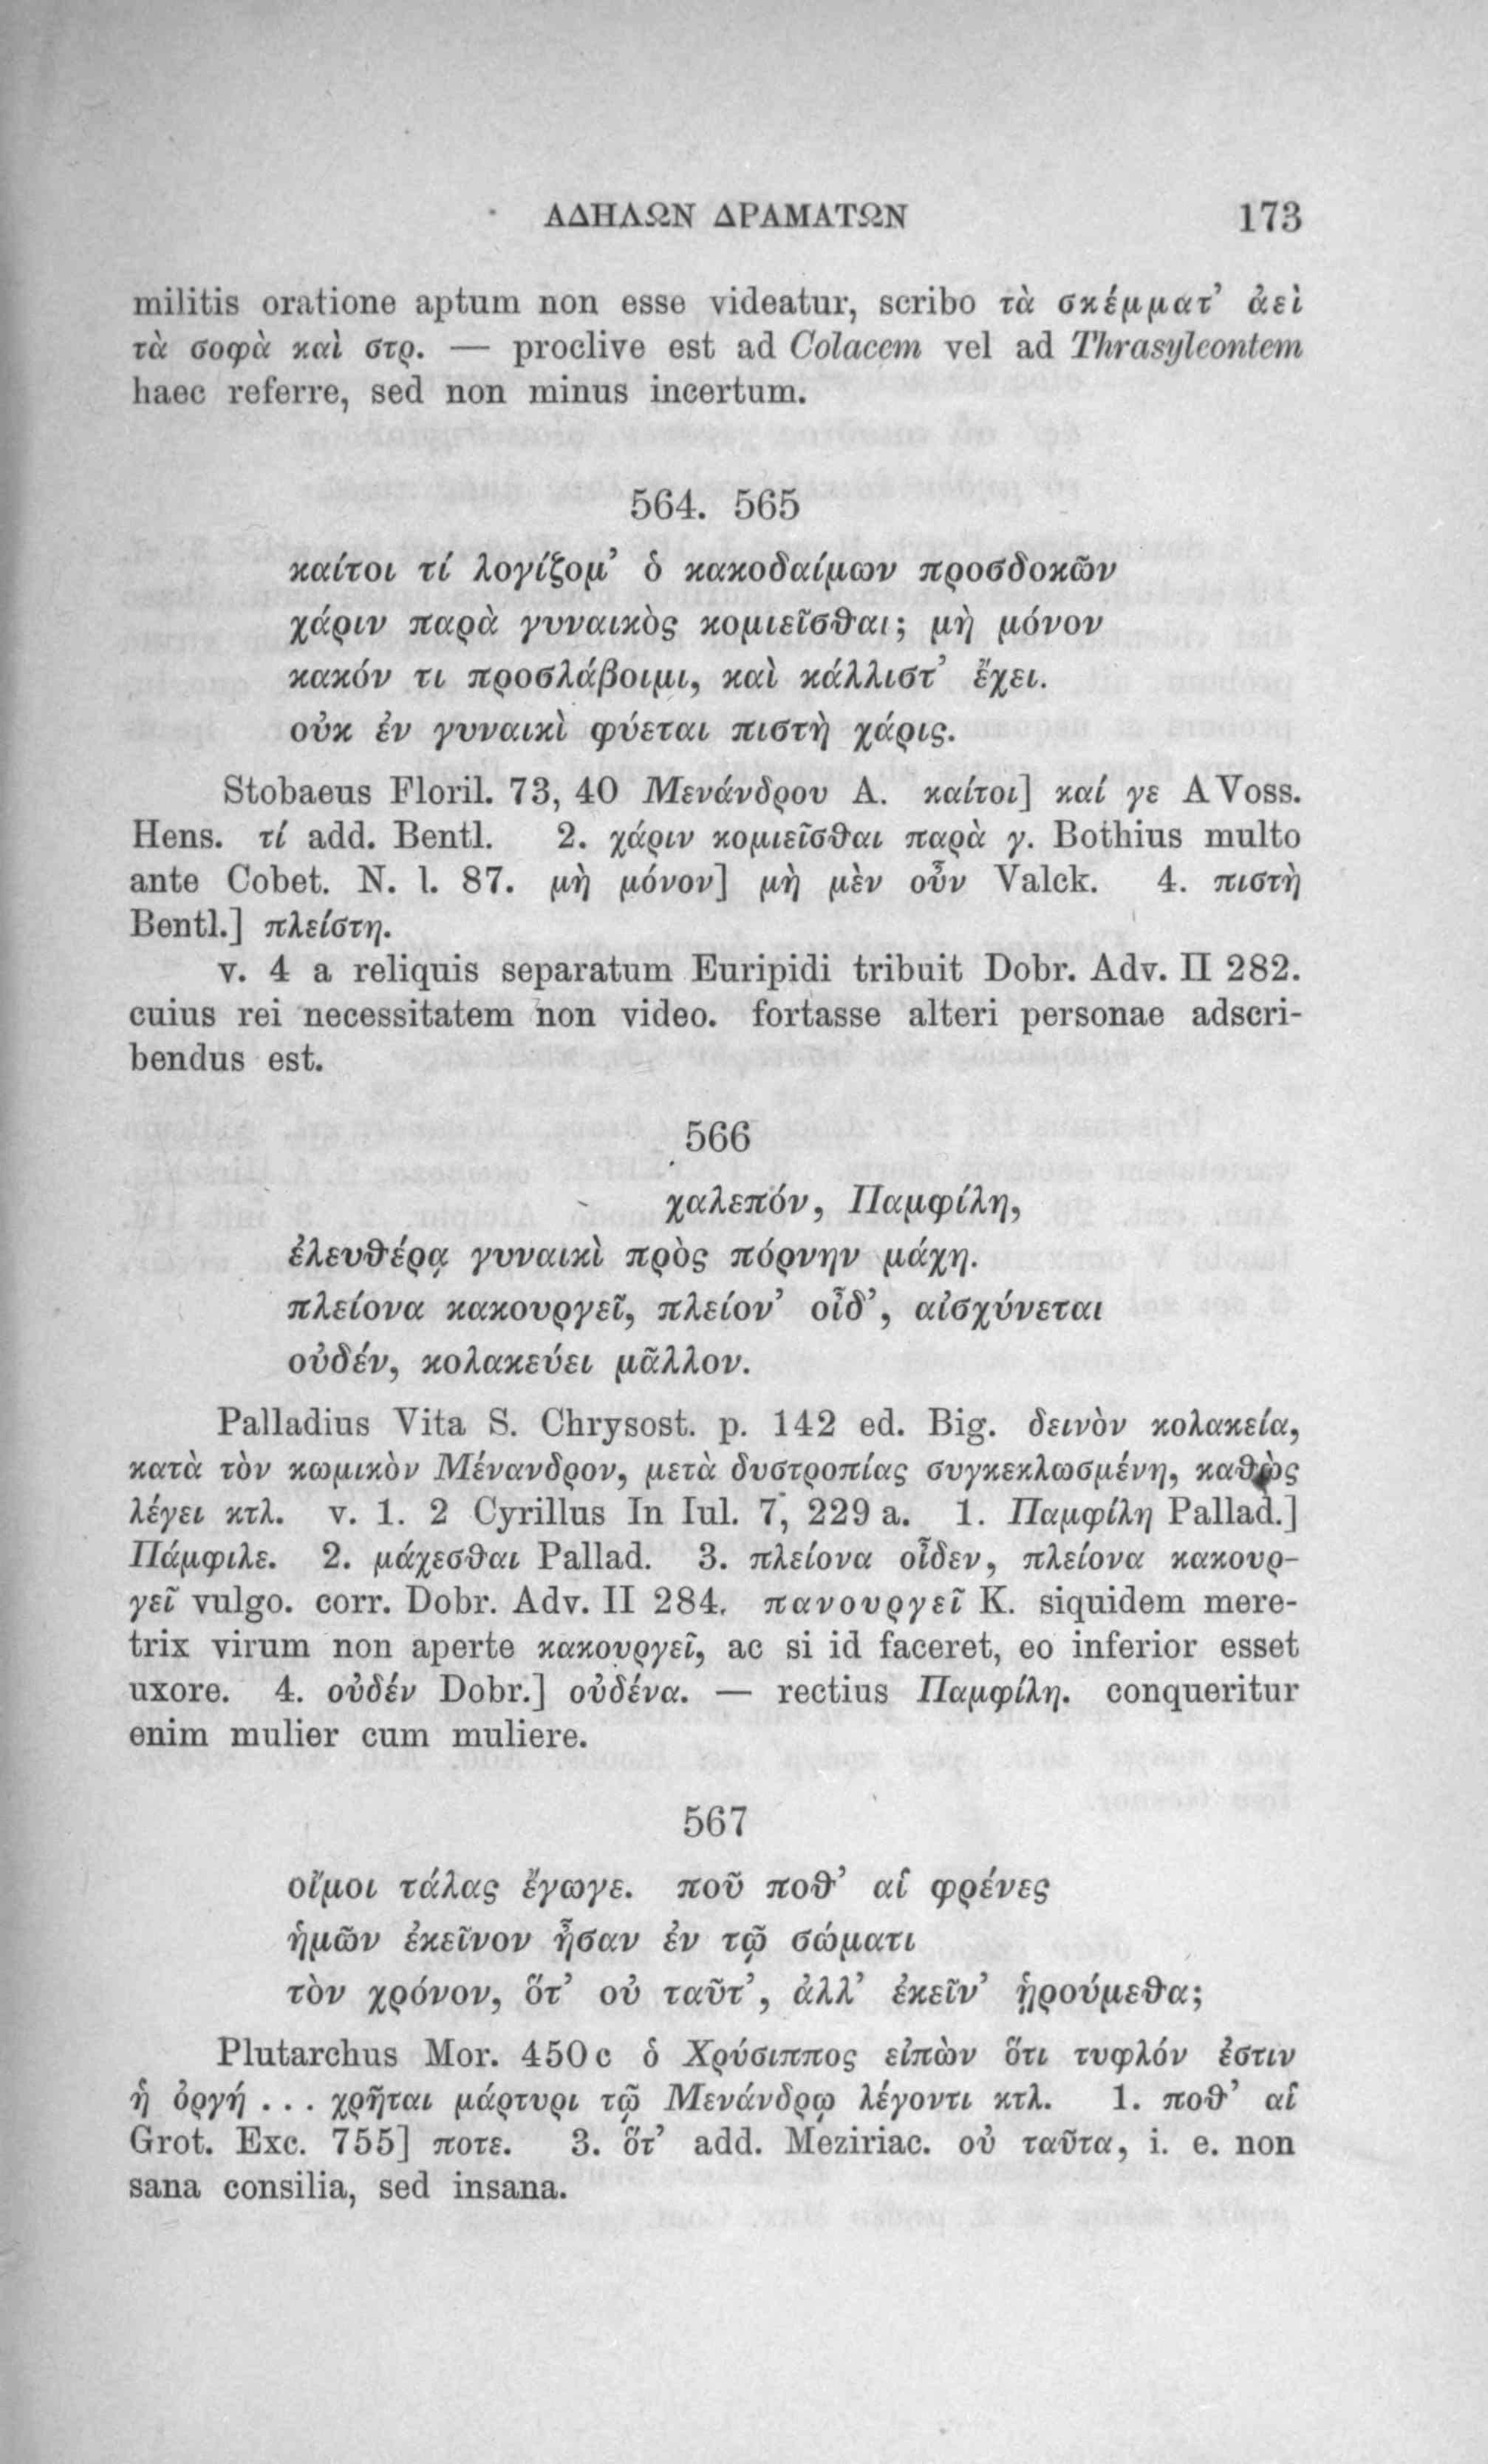 ΑΔΗΛΩΝ ΔΡΑΜΑΤΩΝ 173
militis oratione aptum non esse videatur, scribo τὰ σκέμματ’ ἀεὶ
τὰ σοφὰ καὶ στρ. — proclive est ad Colacem vel ad Thrasyleontem
haec referre, sed non minus incertum.
564. 565
καίτοι τί λογίζομ’ ὁ κακοδαίμων προσδοκῶν
χάριν παρὰ γυναικὸς κομιεῖσθαι; μὴ μόνον
κακόν τι προσλάβοιμι, καὶ κάλλιστ’ ἔχει.
οὐκ ἐν γυναικὶ φύεται πιστὴ χάρις.
Stobaeus Floril. 73, 40 Μενάνδρου A. καίτοι] καί γε A Voss.
Hens. τί add. Bentl. 2. χάριν κομιεῖσθαι παρὰ γ. Bothius multo
ante Cobet. N. l. 87. μὴ μόνον] μὴ μὲν οὖν Valck. 4. πιστὴ
Bentl.] πλείστη.
v. 4 a reliquis separatum Euripidi tribuit Dobr. Adv. II 282.
cuius rei necessitatem non video. fortasse alteri personae adscri-
bendus est.
566
χαλεπόν, Παμφίλη,
ἐλευθέρᾳ γυναικὶ πρὸς πόρνην μάχη.
πλείονα κακουργεῖ, πλείον’ οἶδ’, αἰσχύνεται
οὐδέν, κολακεύει μᾶλλον.
Palladius Vita S. Chrysost. p. 142 ed. Big. δεινὸν κολακεία,
κατὰ τὸν κωμικὸν Μένανδρον, μετὰ δυστροπίας συγκεκλωσμένη, καθὼς
λέγει κτλ. v. 1. 2 Cyrillus In Iul. 7, 229 a. 1. Παμφίλη Pallad.]
Πάμφιλε. 2. μάχεσθαι Pallad. 3. πλείονα οἶδεν, πλείονα κακουρ-
γεῖ vulgo. corr. Dobr. Adv. II 284. πανουργεῖ K. siquidem mere-
trix virum non aperte κακουργεῖ, ac si id faceret, eo inferior esset
uxore. 4. οὐδέν Dobr.] οὐδένα. — rectius Παμφίλη. conqueritur
enim mulier cum muliere.
567
οἴμοι τάλας ἔγωγε. ποῦ ποθ’ αἱ φρένες
ἡμῶν ἐκεῖνον ἦσαν ἐν τῷ σώματι
τὸν χρόνον, ὅτ’ οὐ ταῦτ’, ἀλλ’ ἐκεῖν’ ᾑρούμεθα;
Plutarchus Mor. 450 c ὁ Χρύσιππος εἰπὼν ὅτι τυφλόν ἐστιν
ἡ ὀργή ... χρῆται μάρτυρι τῷ Μενάνδρῳ λέγοντι κτλ. 1. ποθ’ αἱ
Grot. Exc. 755] ποτε. 3. ὅτ’ add. Meziriac. οὐ ταῦτα, i. e. non
sana consilia, sed insana.